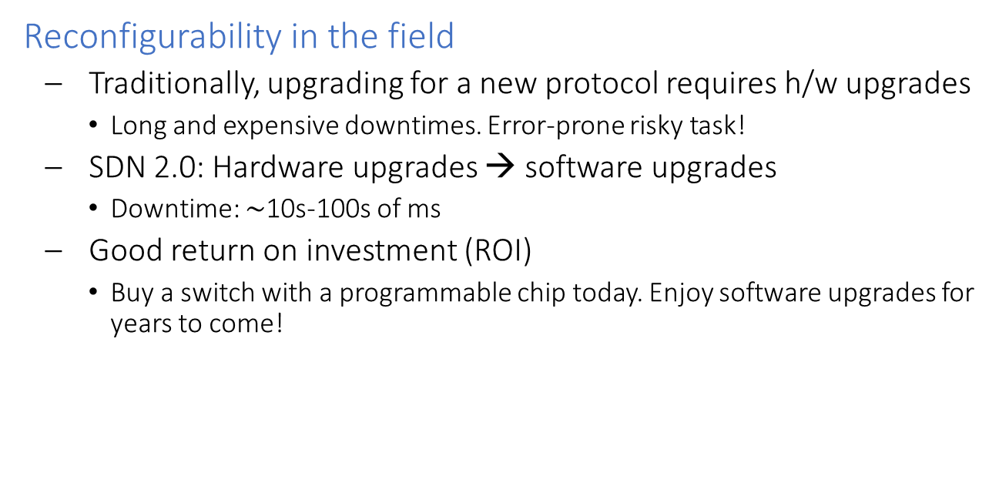 Reconfigurability in the field
– Traditionally, upgrading for a new protocol requires h/w upgrades
• Long and expensive downtimes. Error-prone risky task!
– SDN 2.0: Hardware upgrades → software upgrades
• Downtime: ~10s-100s of ms
– Good return on investment (ROI)
• Buy a switch with a programmable chip today. Enjoy software upgrades for
years to come!